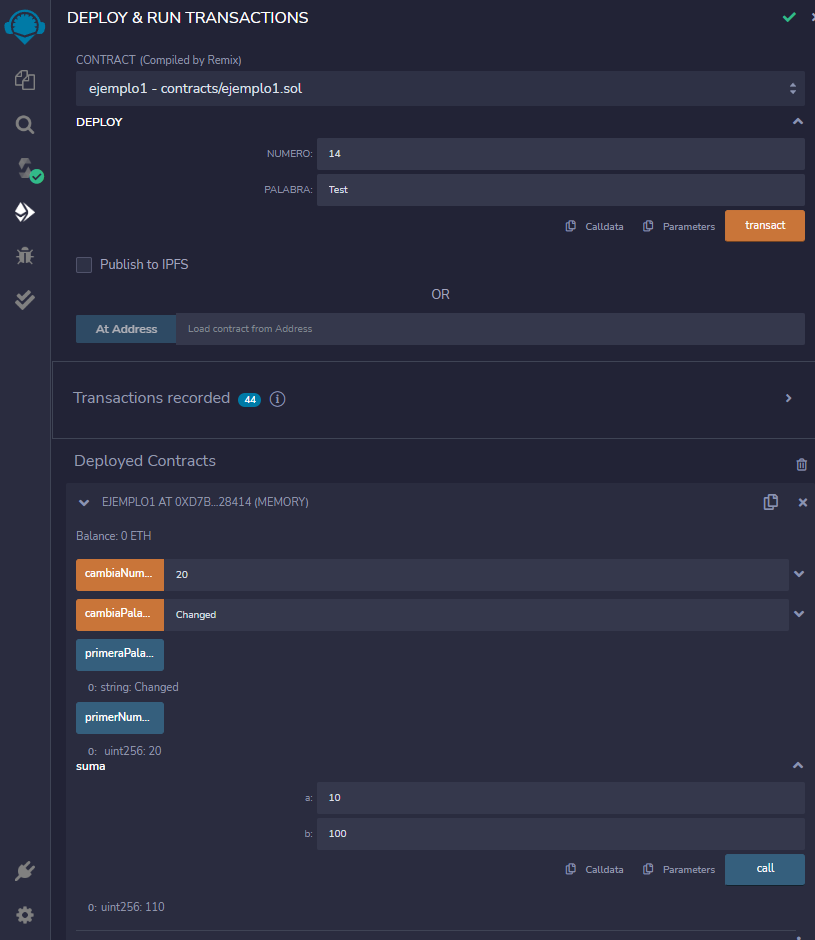 DEPLOY & RUN TRANSACTIONS
CONTRACT (Compiled by Remix)
ejemplo1 - contracts/ejemplo1.sol
DEPLOY
NUMERO: 14
PALABRA: Test
Calldata Parameters transact
Publish to IPFS
OR
At Address Load contract from Address
Transactions recorded 44 i
Deployed Contracts
EJEMPLO1 AT 0XD7B...28414 (MEMORY)
Balance: 0 ETH
cambiaNum... 20
cambiaPala... Changed
primeraPala...
0: string: Changed
primerNum...
0: uint256: 20
suma
a: 10
b: 100
Calldata Parameters call
0: uint256: 110